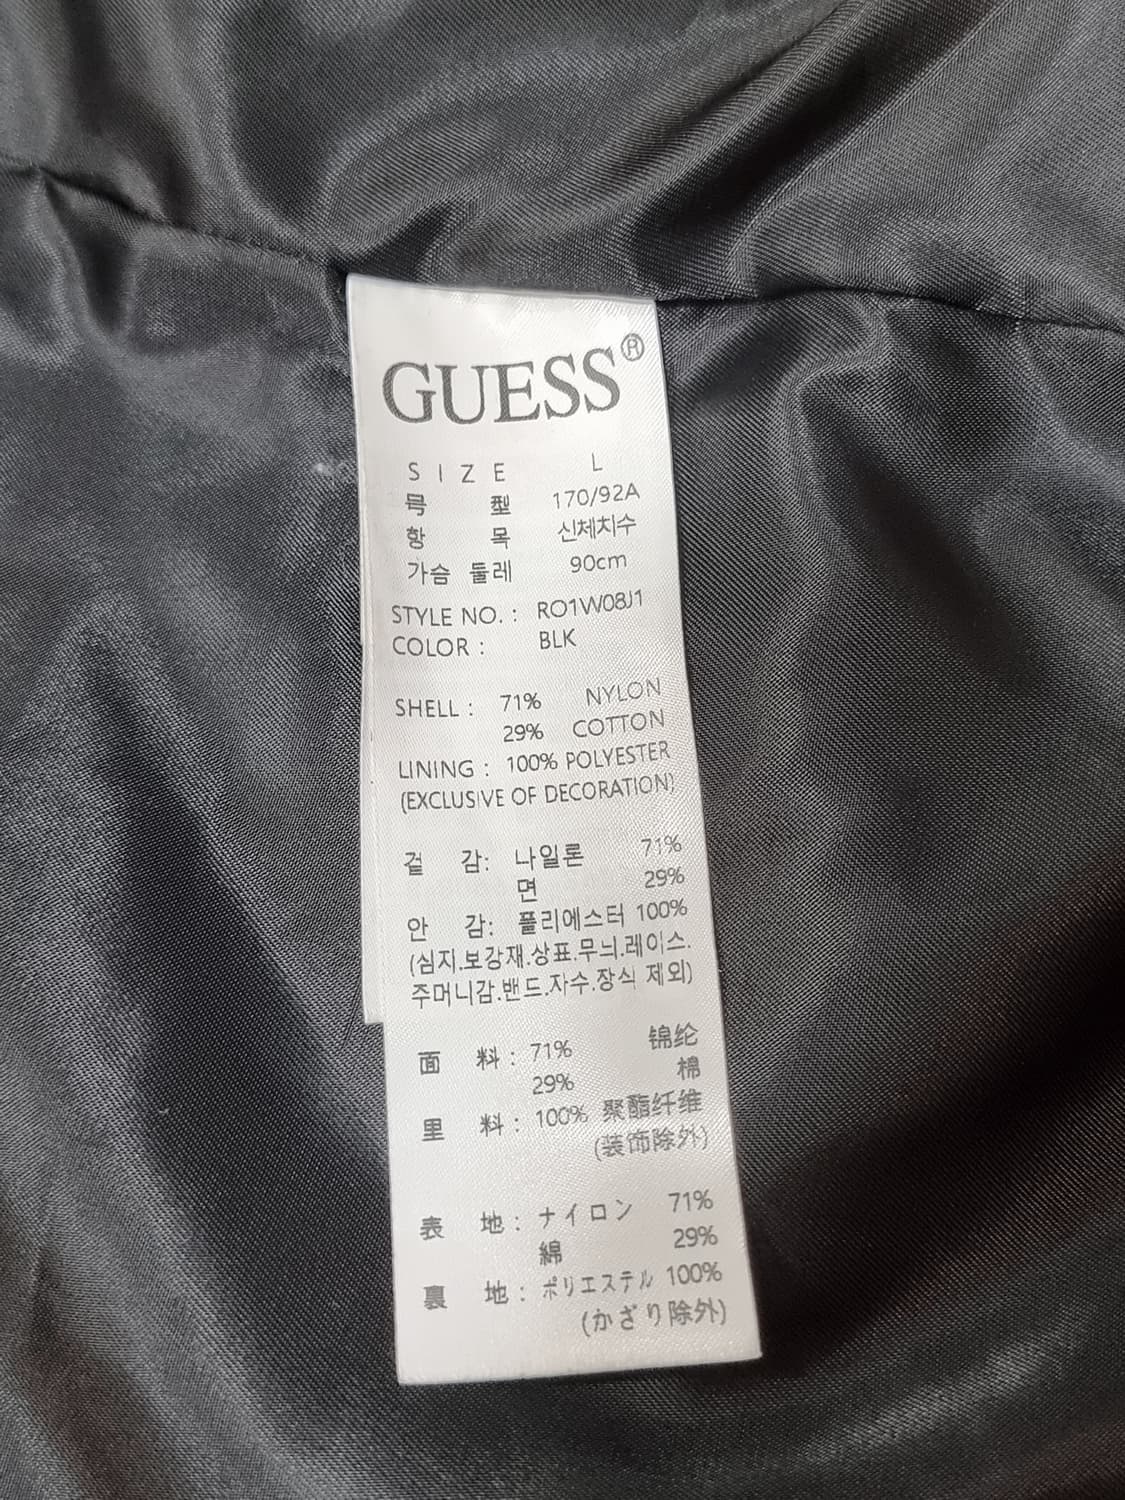 GUESS®
SIZE L
号 型 170/92A
항 목 신체치수
가슴 둘레 90cm
STYLE NO. : RO1W08J1
COLOR : BLK
SHELL : 71% NYLON
29% COTTON
LINING : 100% POLYESTER
(EXCLUSIVE OF DECORATION)
겉 감: 나일론 71%
면 29%
안 감: 폴리에스터 100%
(심지.보강재.상표.무늬.레이스.
주머니감.밴드.자수.장식 제외)
面 料 : 71% 锦纶
29% 棉
里 料 : 100% 聚酯纤维
(装饰除外)
表 地 : ナイロン 71%
綿 29%
裏 地 : ポリエステル 100%
(かざり除外)